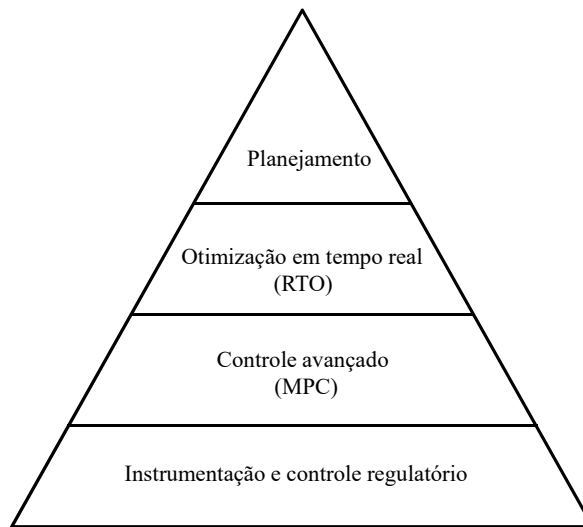 Planejamento
Otimização em tempo real
(RTO)
Controle avançado
(MPC)
Instrumentação e controle regulatório